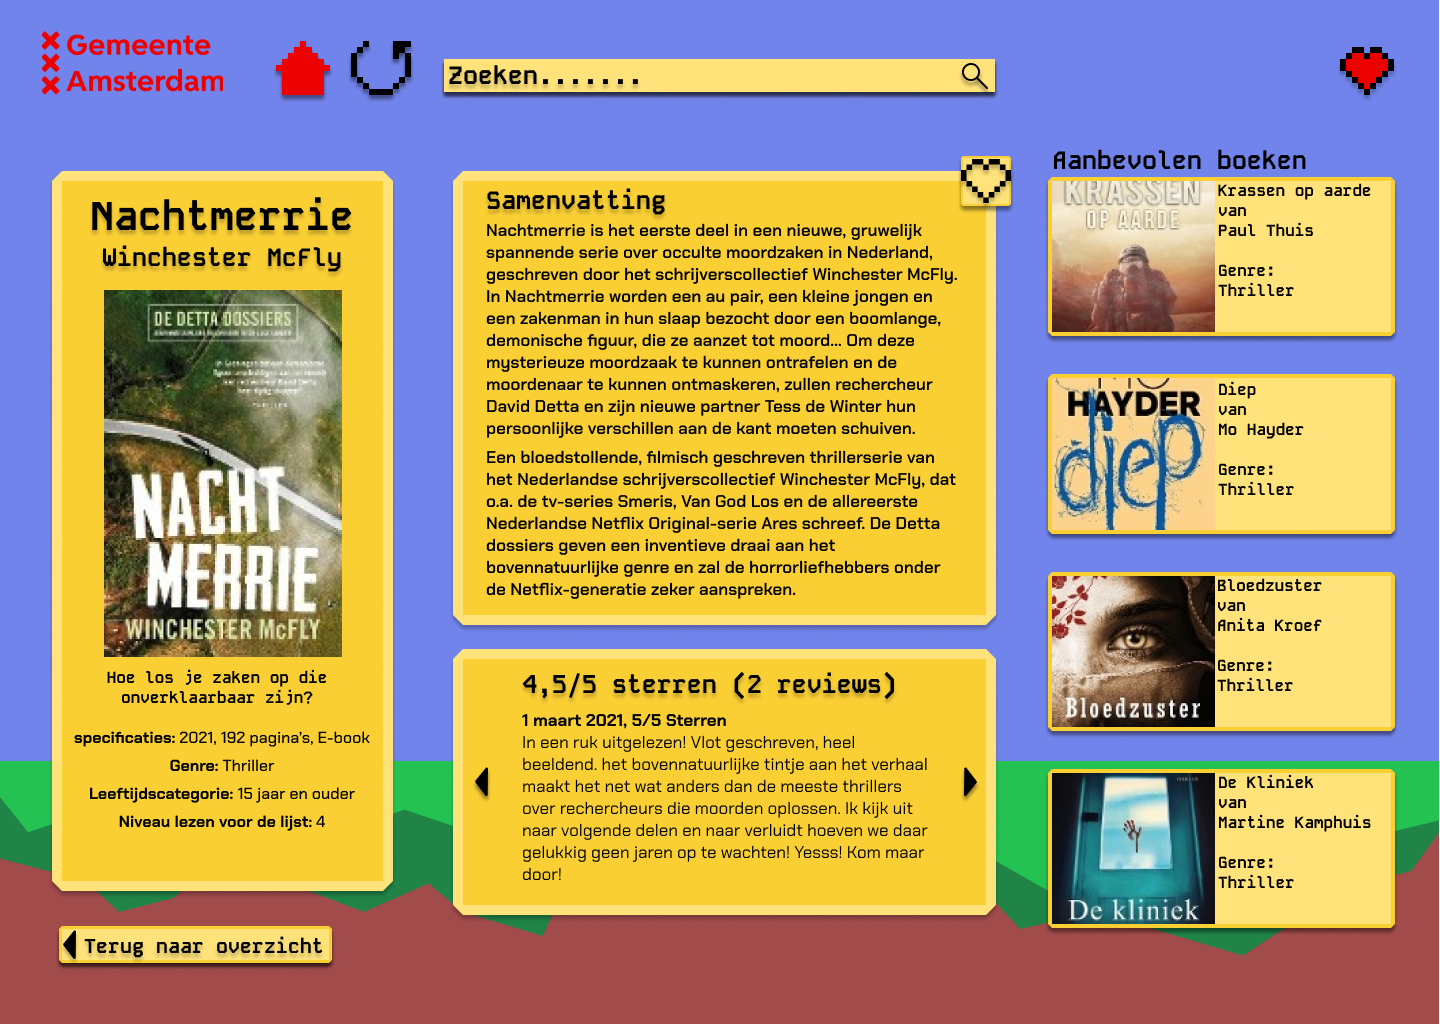 Gemeente
Amsterdam
Zoeken.......
Nachtmerrie
Winchester McFly
DE DETTA DOSSIERS
NACHT
MERRIE
WINCHESTER McFLY
Hoe los je zaken op die
onverklaarbaar zijn?
specificaties: 2021, 192 pagina's, E-book
Genre: Thriller
Leeftijdscategorie: 15 jaar en ouder
Niveau lezen voor de lijst: 4
Terug naar overzicht
Samenvatting
Nachtmerrie is het eerste deel in een nieuwe, gruwelijk
spannende serie over occulte moordzaken in Nederland,
geschreven door het schrijverscollectief Winchester McFly.
In Nachtmerrie worden een au pair, een kleine jongen en
een zakenman in hun slaap bezocht door een boomlange,
demonische figuur, die ze aanzet tot moord... Om deze
mysterieuze moordzaak te kunnen ontrafelen en de
moordenaar te kunnen ontmaskeren, zullen rechercheur
David Detta en zijn nieuwe partner Tess de Winter hun
persoonlijke verschillen aan de kant moeten schuiven.
Een bloedstollende, filmisch geschreven thrillerserie van
het Nederlandse schrijverscollectief Winchester McFly, dat
o.a. de tv-series Smeris, Van God Los en de allereerste
Nederlandse Netflix Original-serie Ares schreef. De Detta
dossiers geven een inventieve draai aan het
bovennatuurlijke genre en zal de horrorliefhebbers onder
de Netflix-generatie zeker aanspreken.
4,5/5 sterren (2 reviews)
1 maart 2021, 5/5 Sterren
In een ruk uitgelezen! Vlot geschreven, heel
beeldend. het bovennatuurlijke tintje aan het verhaal
maakt het net wat anders dan de meeste thrillers
over rechercheurs die moorden oplossen. Ik kijk uit
naar volgende delen en naar verluidt hoeven we daar
gelukkig geen jaren op te wachten! Yesss! Kom maar
door!
Aanbevolen boeken
KRASSEN
OP AARDE
Krassen op aarde
van
Paul Thuis
Genre:
Thriller
MO
HAYDER
diep
Diep
van
Mo Hayder
Genre:
Thriller
Bloedzuster
Bloedzuster
van
Anita Kroef
Genre:
Thriller
De kliniek
De Kliniek
van
Martine Kamphuis
Genre:
Thriller